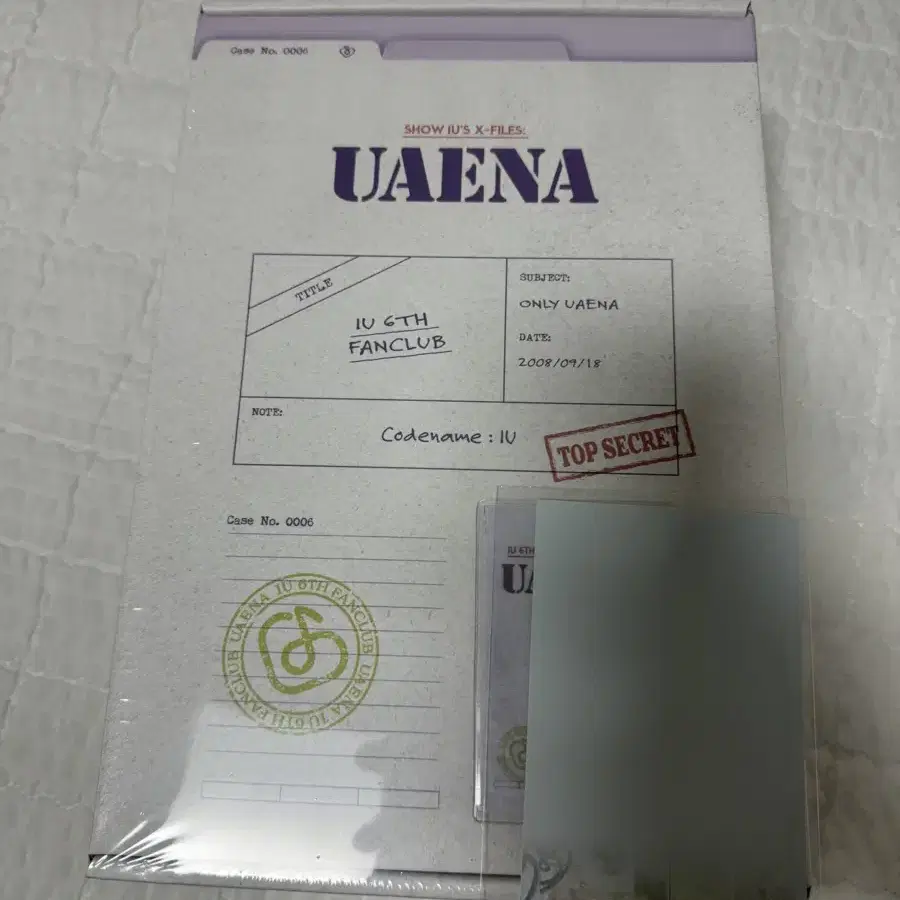 Case No. 0006
SHOW IU'S X-FILES:
UAENA
TITLE
IU 6TH
FANCLUB
SUBJECT:
ONLY UAENA
DATE:
2008/09/18
NOTE:
Codename : IU
TOP SECRET
Case No. 0006
UAENA IU 6TH FANCLUB UAENA IU 6TH FANCLUB
IU 6TH
UA